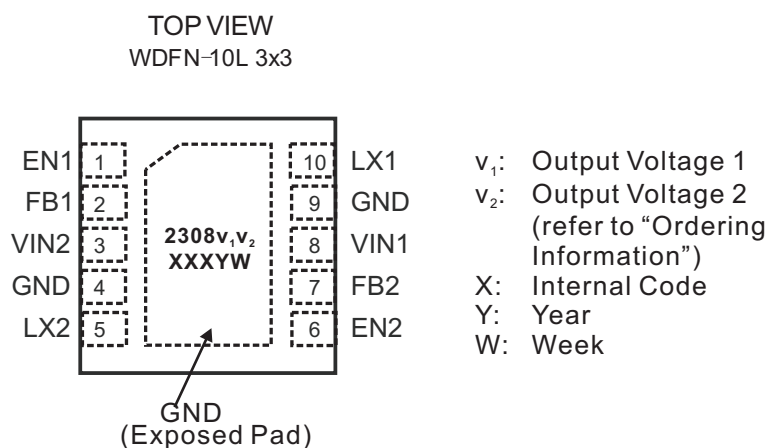 TOP VIEW
WDFN-10L 3x3
EN1 1
FB1 2
VIN2 3
GND 4
LX2 5
10 LX1
9 GND
8 VIN1
7 FB2
6 EN2
2308v₁v₂
XXXYW
GND
(Exposed Pad)
v₁: Output Voltage 1
v₂: Output Voltage 2
(refer to “Ordering
Information”)
X: Internal Code
Y: Year
W: Week